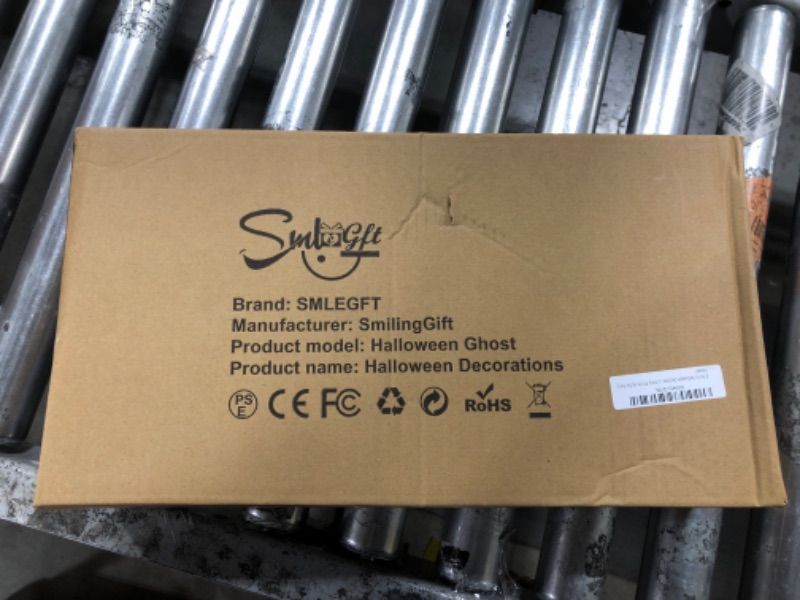 SmleGft
Brand: SMLEGFT
Manufacturer: SmilingGift
Product model: Halloween Ghost
Product name: Halloween Decorations
PS
E
CE FC RoHS